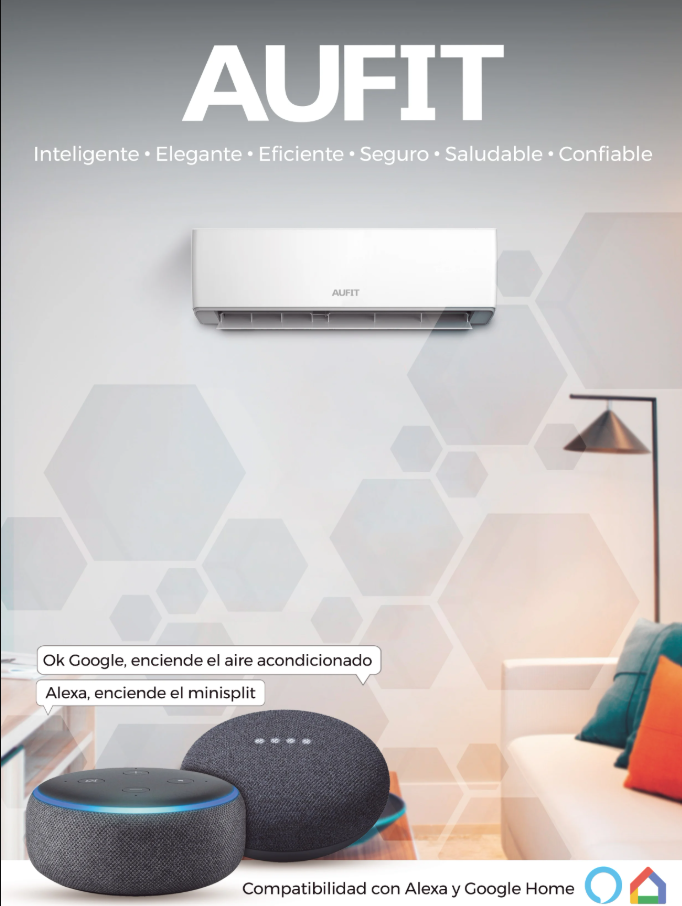 AUFIT
Inteligente • Elegante • Eficiente • Seguro • Saludable • Confiable
AUFIT
Ok Google, enciende el aire acondicionado
Alexa, enciende el minisplit
Compatibilidad con Alexa y Google Home